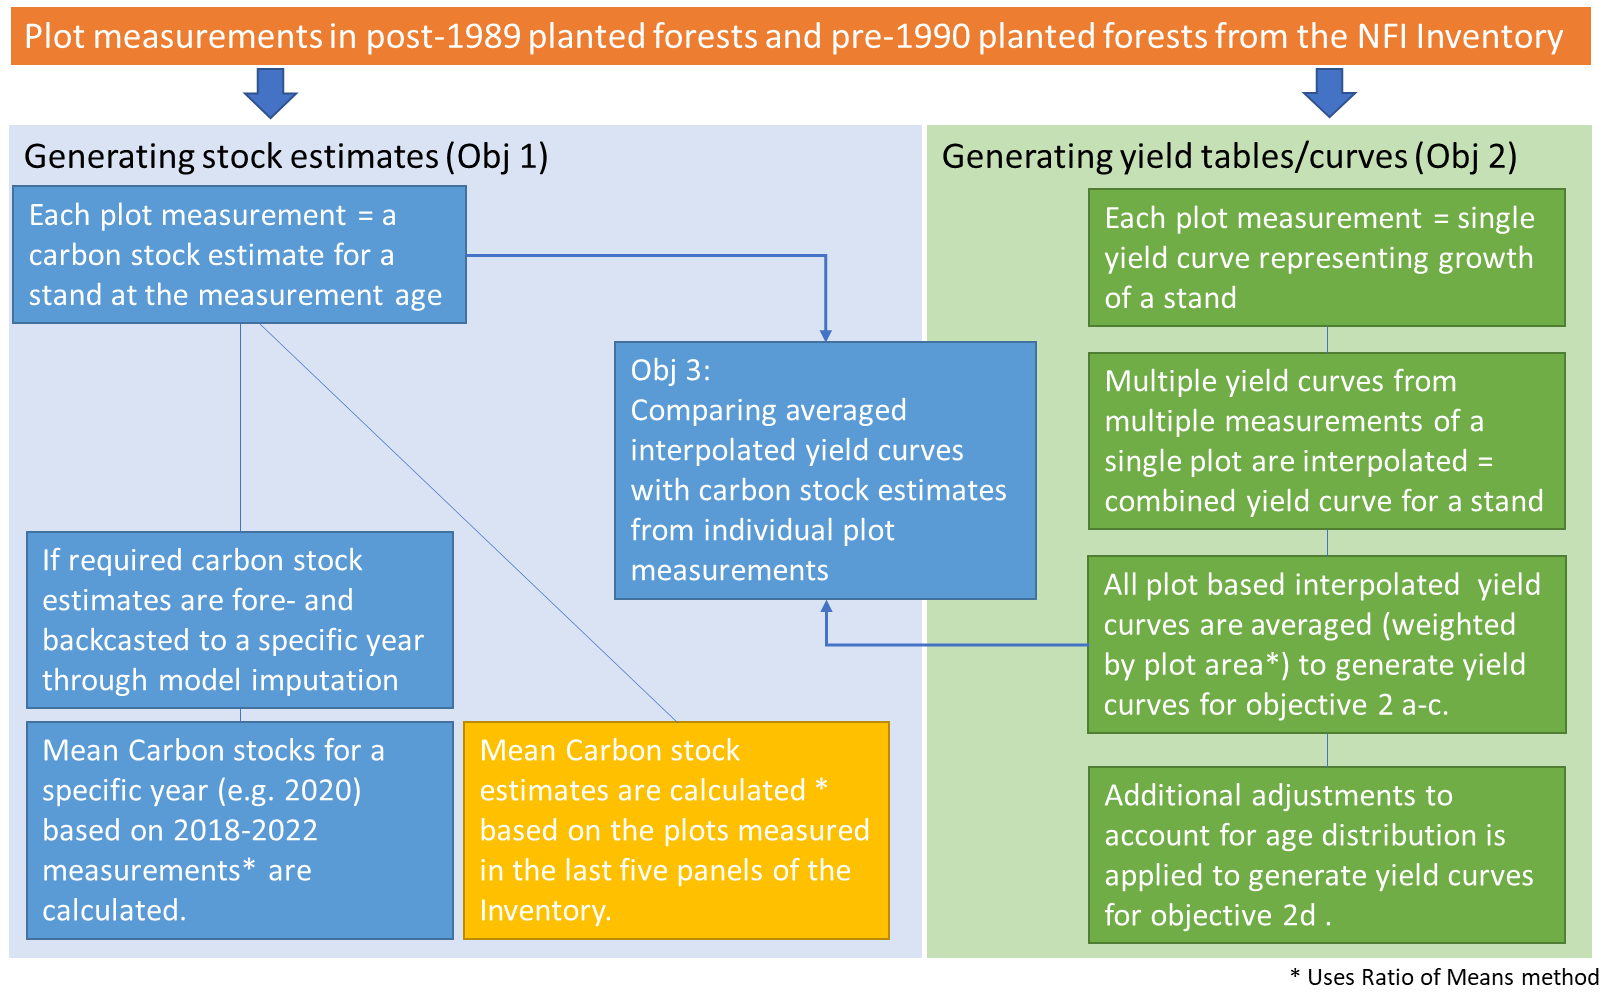 Plot measurements in post-1989 planted forests and pre-1990 planted forests from the NFI Inventory
Generating stock estimates (Obj 1)
Each plot measurement = a
carbon stock estimate for a
stand at the measurement age
If required carbon stock
estimates are fore- and
backcasted to a specific year
through model imputation
Mean Carbon stocks for a
specific year (e.g. 2020)
based on 2018-2022
measurements* are
calculated.
Mean Carbon stock
estimates are calculated *
based on the plots measured
in the last five panels of the
Inventory.
Obj 3:
Comparing averaged
interpolated yield curves
with carbon stock estimates
from individual plot
measurements
Generating yield tables/curves (Obj 2)
Each plot measurement = single
yield curve representing growth
of a stand
Multiple yield curves from
multiple measurements of a
single plot are interpolated =
combined yield curve for a stand
All plot based interpolated  yield
curves are averaged (weighted
by plot area*) to generate yield
curves for objective 2 a-c.
Additional adjustments to
account for age distribution is
applied to generate yield curves
for objective 2d .
* Uses Ratio of Means method